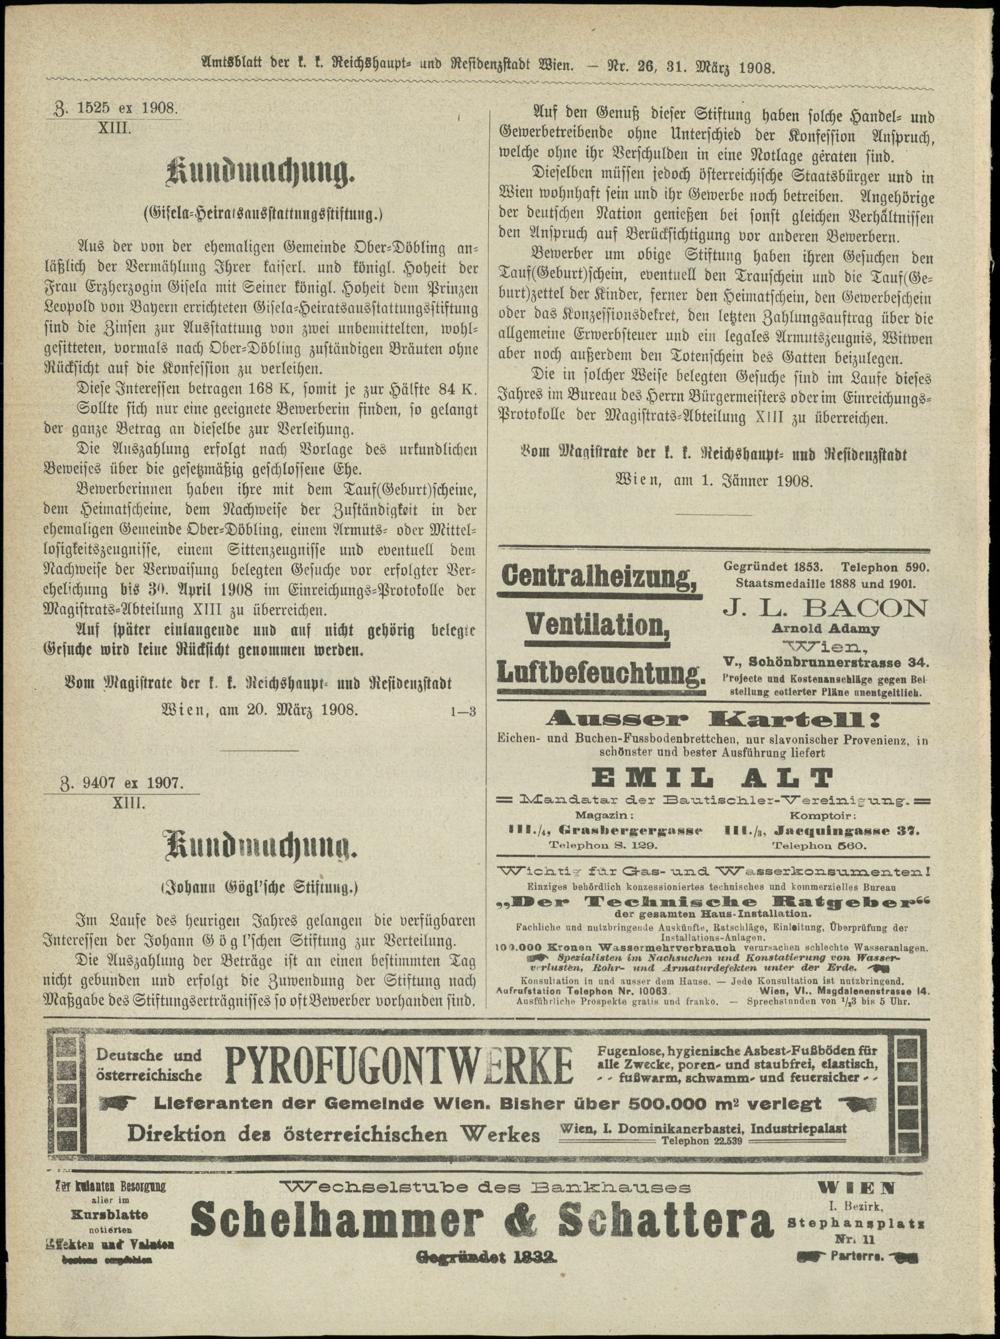 Amtsblatt der k. k. Reichshaupt- und Residenzstadt Wien. — Nr. 26, 31. März 1908.
Z. 1525 ex 1908.
XIII.
Kundmachung.
(Gisela-Heiratsausstattungsstiftung.)
Aus der von der ehemaligen Gemeinde Ober-Döbling an-
läßlich der Vermählung Ihrer kaiserl. und königl. Hoheit der
Frau Erzherzogin Gisela mit Seiner königl. Hoheit dem Prinzen
Leopold von Bayern errichteten Gisela-Heiratsausstattungsstiftung
sind die Zinsen zur Ausstattung von zwei unbemittelten, wohl-
gesitteten, vormals nach Ober-Döbling zuständigen Bräuten ohne
Rücksicht auf die Konfession zu verleihen.
Diese Interessen betragen 168 K, somit je zur Hälfte 84 K.
Sollte sich nur eine geeignete Bewerberin finden, so gelangt
der ganze Betrag an dieselbe zur Verleihung.
Die Auszahlung erfolgt nach Vorlage des urkundlichen
Beweises über die gesetzmäßig geschlossene Ehe.
Bewerberinnen haben ihre mit dem Tauf(Geburt)scheine,
dem Heimatscheine, dem Nachweise der Zuständigkeit in der
ehemaligen Gemeinde Ober-Döbling, einem Armuts- oder Mittel-
losigkeitszeugnisse, einem Sittenzeugnisse und eventuell dem
Nachweise der Verwaisung belegten Gesuche vor erfolgter Ver-
ehelichung bis 30. April 1908 im Einreichungs-Protokolle der
Magistrats-Abteilung XIII zu überreichen.
Auf später einlangende und auf nicht gehörig belegte
Gesuche wird keine Rücksicht genommen werden.
Vom Magistrate der k. k. Reichshaupt- und Residenzstadt
Wien, am 20. März 1908. 1—3
Z. 9407 ex 1907.
XIII.
Kundmachung.
(Johann Gögl'sche Stiftung.)
Im Laufe des heurigen Jahres gelangen die verfügbaren
Interessen der Johann Gögl'schen Stiftung zur Verteilung.
Die Auszahlung der Beträge ist an einen bestimmten Tag
nicht gebunden und erfolgt die Zuwendung der Stiftung nach
Maßgabe des Stiftungserträgnisses so oft Bewerber vorhanden sind.
Auf den Genuß dieser Stiftung haben solche Handel- und
Gewerbetreibende ohne Unterschied der Konfession Anspruch,
welche ohne ihr Verschulden in eine Notlage geraten sind.
Dieselben müssen jedoch österreichische Staatsbürger und in
Wien wohnhaft sein und ihr Gewerbe noch betreiben. Angehörige
der deutschen Nation genießen bei sonst gleichen Verhältnissen
den Anspruch auf Berücksichtigung vor anderen Bewerbern.
Bewerber um obige Stiftung haben ihren Gesuchen den
Tauf(Geburt)schein, eventuell den Trauschein und die Tauf(Ge-
burt)zettel der Kinder, ferner den Heimatschein, den Gewerbeschein
oder das Konzessionsdekret, den letzten Zahlungsauftrag über die
allgemeine Erwerbsteuer und ein legales Armutszeugnis, Witwen
aber noch außerdem den Totenschein des Gatten beizulegen.
Die in solcher Weise belegten Gesuche sind im Laufe dieses
Jahres im Bureau des Herrn Bürgermeisters oder im Einreichungs-
Protokolle der Magistrats-Abteilung XIII zu überreichen.
Vom Magistrate der k. k. Reichshaupt- und Residenzstadt
Wien, am 1. Jänner 1908.
Centralheizung,
Ventilation,
Luftbefeuchtung.
Gegründet 1853. Telephon 590.
Staatsmedaille 1888 und 1901.
J. L. BACON
Arnold Adamy
Wien,
V., Schönbrunnerstrasse 34.
Projecte und Kostenanschläge gegen Bei-
stellung cotierter Pläne unentgeltlich.
Ausser Kartell!
Eichen- und Buchen-Fussbodenbrettchen, nur slavonischer Provenienz, in
schönster und bester Ausführung liefert
EMIL ALT
Mandatar der Bautischler-Vereinigung.
Magazin: Komptoir:
III./4, Grasbergergasse III./3, Jacquingasse 37.
Telephon S. 129. Telephon 560.
Wichtig für Gas- und Wasserkonsumenten!
Einziges behördlich konzessioniertes technisches und kommerzielles Bureau
„Der Technische Ratgeber“
der gesamten Haus-Installation.
Fachliche und nutzbringende Auskünfte, Ratschläge, Einleitung, Überprüfung der
Installations-Anlagen.
100.000 Kronen Wassermehrverbrauch verursachen schlechte Wasseranlagen.
Spezialisten im Nachsuchen und Konstatierung von Wasser-
verlusten, Rohr- und Armaturdefekten unter der Erde.
Konsultation in und ausser dem Hause. — Jede Konsultation ist nutzbringend.
Aufrufstation Telephon Nr. 10063. Wien, VI., Magdalenenstrasse 14.
Ausführliche Prospekte gratis und franko. — Sprechstunden von 1/23 bis 5 Uhr.
Deutsche und
österreichische
PYROFUGONTWERKE
Fugenlose, hygienische Asbest-Fußböden für
alle Zwecke, poren- und staubfrei, elastisch,
- - fußwarm, schwamm- und feuersicher - -
Lieferanten der Gemeinde Wien. Bisher über 500.000 m² verlegt
Direktion des österreichischen Werkes
Wien, I. Dominikanerbastei, Industriepalast
Telephon 22.539
Zur kulanten Besorgung
aller im
Kursblatte
notierten
Effekten und Valuten
bestens empfohlen
Wechselstube des Bankhauses
Schelhammer & Schattera
Gegründet 1832.
WIEN
I. Bezirk,
Stephansplatz
Nr. 11
Parterre.